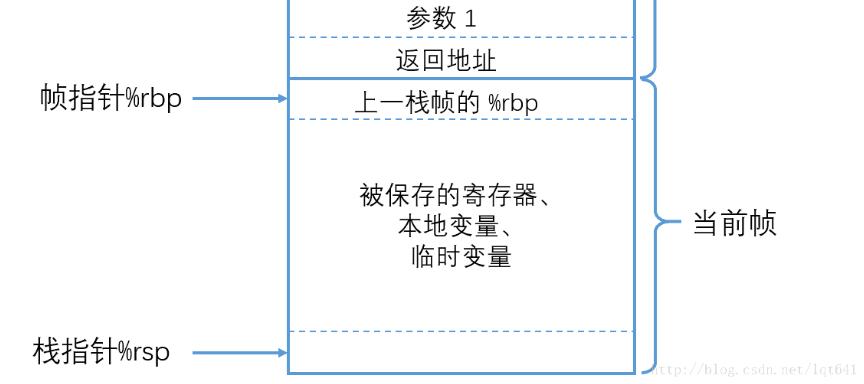 参数 1
返回地址
帧指针%rbp
上一栈帧的 %rbp
被保存的寄存器、
本地变量、
临时变量
当前帧
栈指针%rsp
http://blog.csdn.net/lqt641